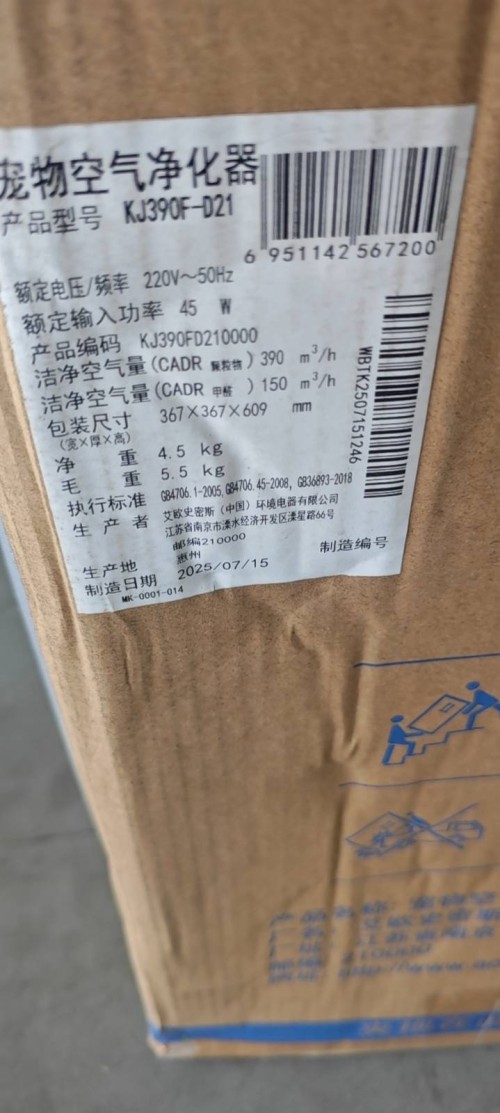 宠物空气净化器
产品型号 KJ390F-D21
6 951142 567200
额定电压/频率 220V～50Hz
额定输入功率 45 W
产品编码 KJ390FD210000
洁净空气量(CADR 颗粒物) 390 m³/h
洁净空气量(CADR 甲醛) 150 m³/h
包装尺寸 367×367×609 mm
(宽×厚×高)
净 重 4.5 kg
毛 重 5.5 kg
执行标准 GB4706.1-2005,GB4706.45-2008, GB36893-2018
生 产 者 艾欧史密斯（中国）环境电器有限公司
江苏省南京市溧水经济开发区溧星路66号
邮编210000
生产地 惠州
制造日期 2025/07/15
MK-0001-014
制造编号
WBTK2507151246
210000
http://www.ao